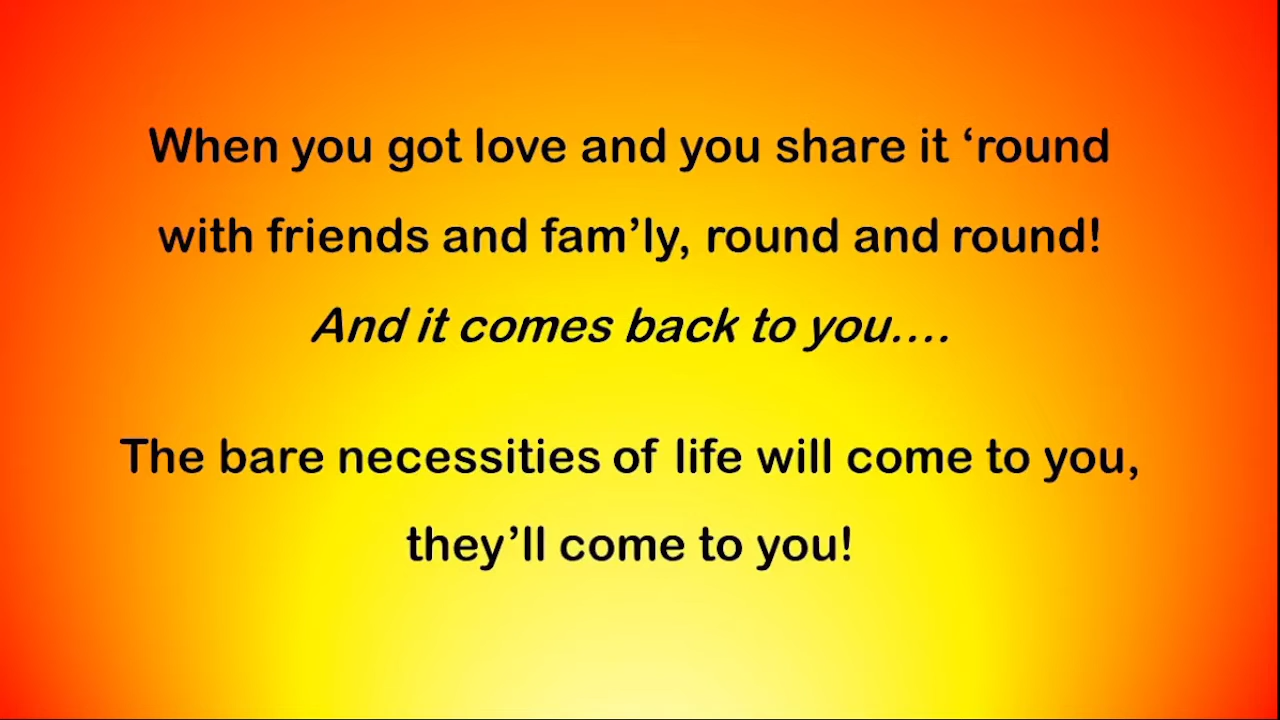 When you got love and you share it ‘round
with friends and fam’ly, round and round!
And it comes back to you....
The bare necessities of life will come to you,
they’ll come to you!